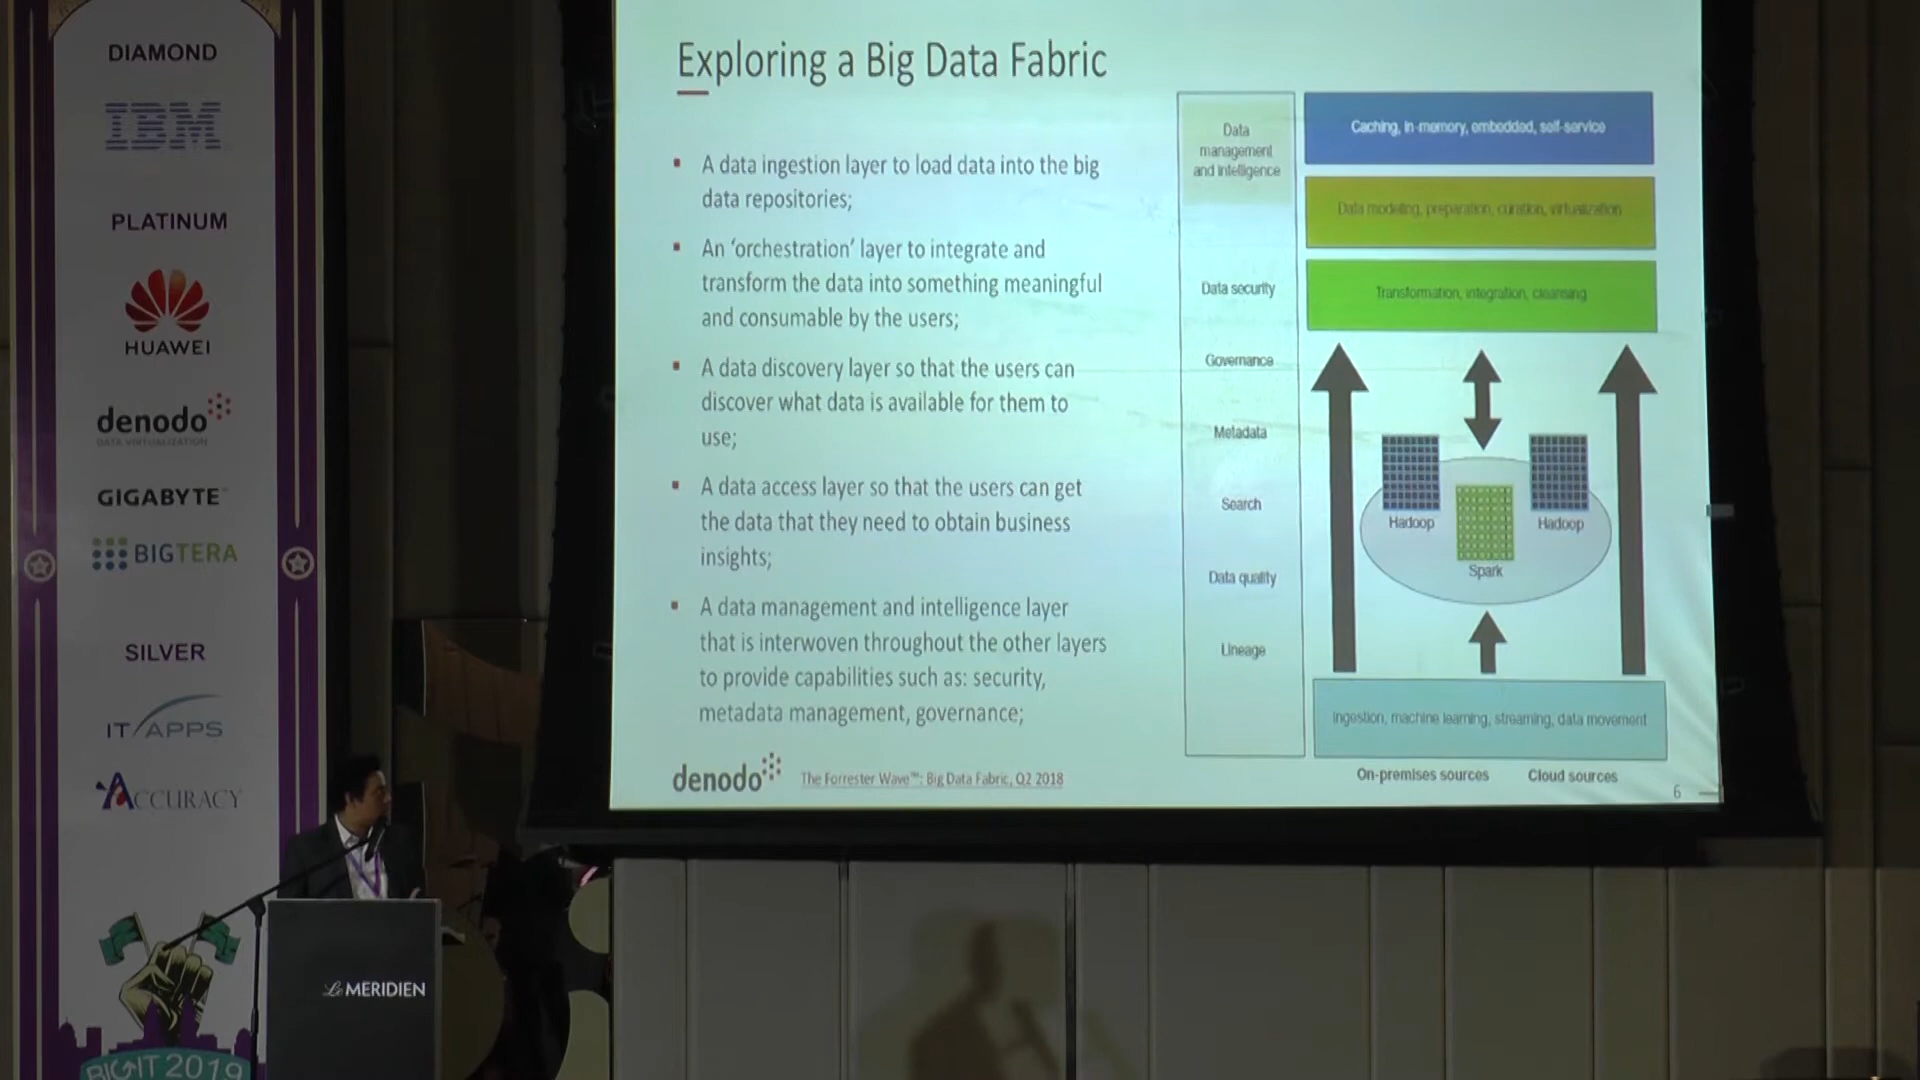 DIAMOND
IBM
PLATINUM
HUAWEI
denodo
DATA VIRTUALIZATION
GIGABYTE
BIGTERA
SILVER
IT APPS
ACCURACY
BIGIT 2019
Le MERIDIEN
Exploring a Big Data Fabric
▪ A data ingestion layer to load data into the big
data repositories;
▪ An ‘orchestration’ layer to integrate and
transform the data into something meaningful
and consumable by the users;
▪ A data discovery layer so that the users can
discover what data is available for them to
use;
▪ A data access layer so that the users can get
the data that they need to obtain business
insights;
▪ A data management and intelligence layer
that is interwoven throughout the other layers
to provide capabilities such as: security,
metadata management, governance;
denodo
The Forrester Wave™: Big Data Fabric, Q2 2018
Data
management
and intelligence
Data security
Governance
Metadata
Search
Data quality
Lineage
Caching, in-memory, embedded, self-service
Data modeling, preparation, curation, virtualization
Transformation, integration, cleansing
Hadoop
Hadoop
Spark
Ingestion, machine learning, streaming, data movement
On-premises sources
Cloud sources
6